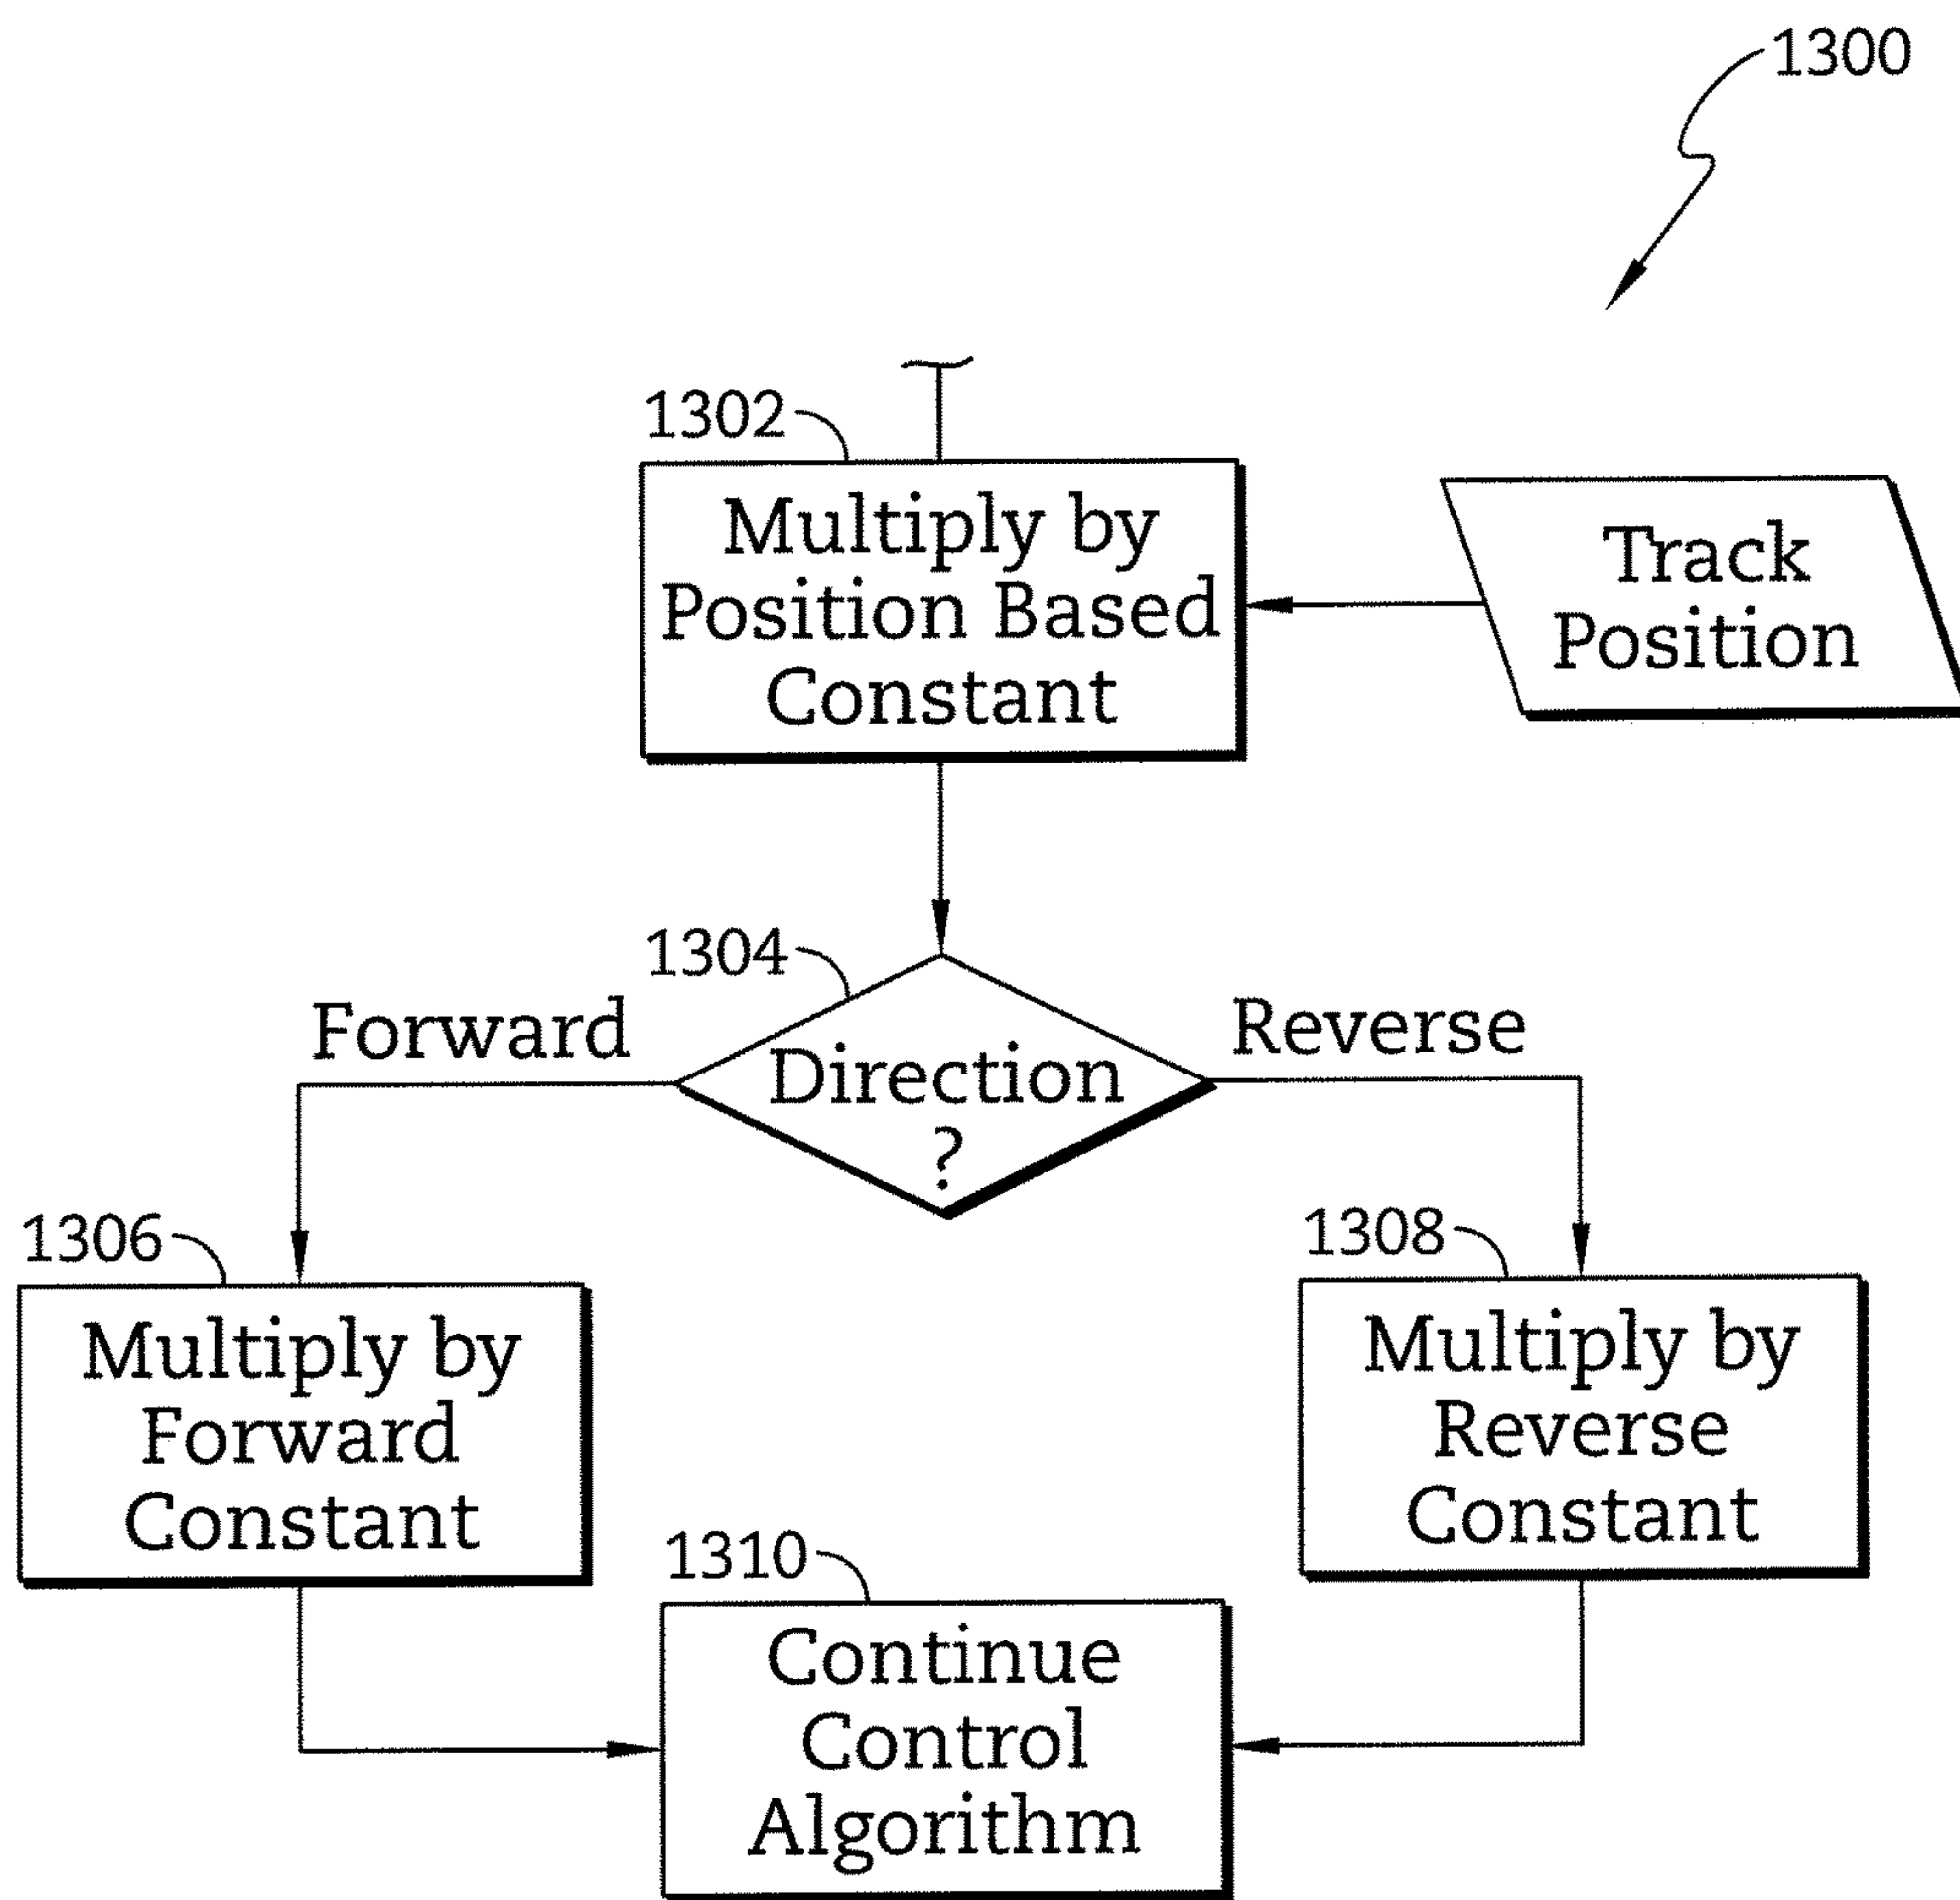 1300
1302
Multiply by
Position Based
Constant
Track
Position
1304
Forward
Direction
?
Reverse
1306
Multiply by
Forward
Constant
1308
Multiply by
Reverse
Constant
1310
Continue
Control
Algorithm